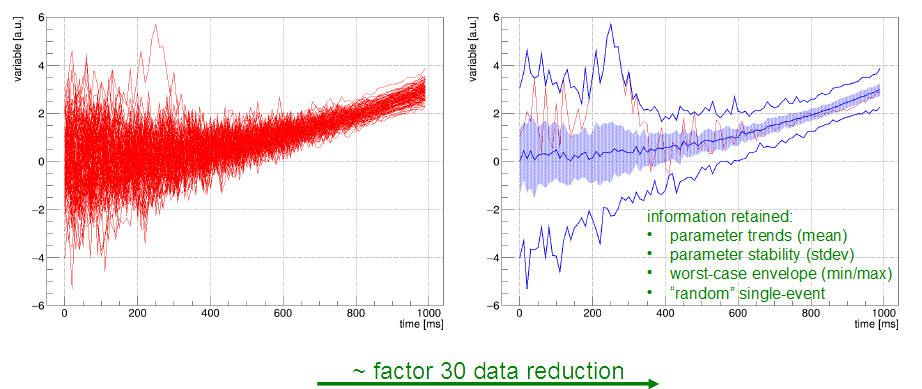 variable [a.u.]
6
4
2
0
−2
−4
−6
0
200
400
600
800
1000
time [ms]
variable [a.u.]
6
4
2
0
−2
−4
−6
0
200
400
600
800
1000
time [ms]
information retained:
• parameter trends (mean)
• parameter stability (stdev)
• worst-case envelope (min/max)
• “random” single-event
~ factor 30 data reduction